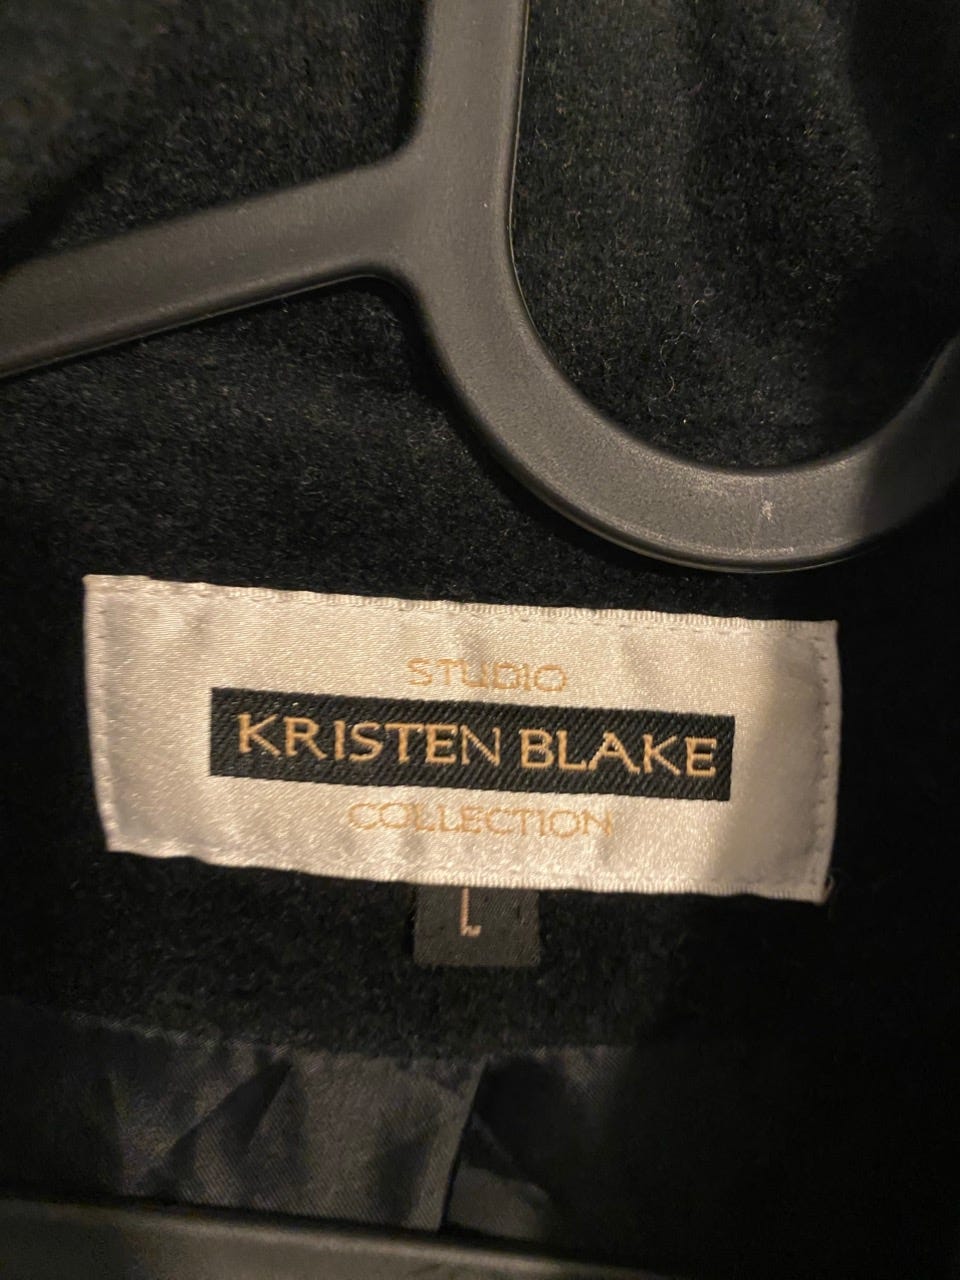 STUDIO
KRISTEN BLAKE
COLLECTION
L